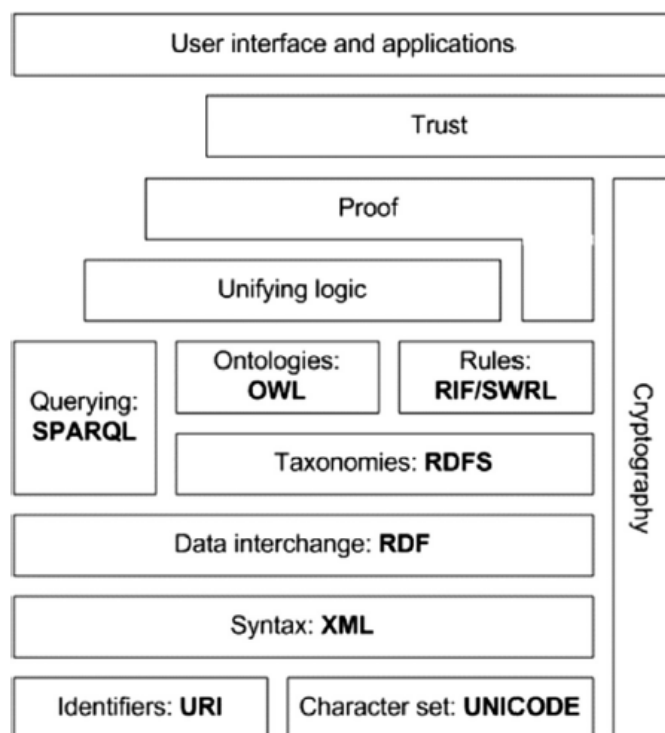 User interface and applications
Trust
Proof
Unifying logic
Ontologies:
OWL
Rules:
RIF/SWRL
Querying:
SPARQL
Taxonomies: RDFS
Cryptography
Data interchange: RDF
Syntax: XML
Identifiers: URI
Character set: UNICODE